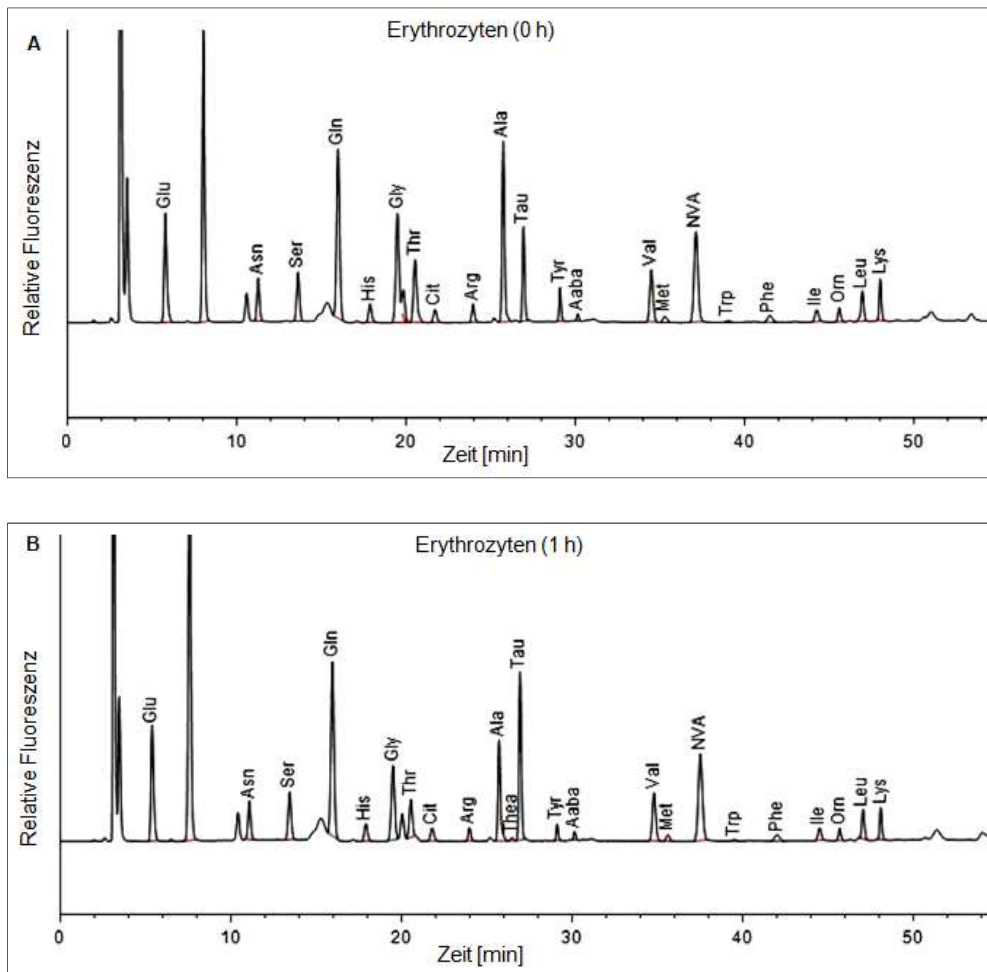 A
Erythrozyten (0 h)
Relative Fluoreszenz
Glu
Asn
Ser
Gln
His
Gly
Thr
Cit
Arg
Ala
Tau
Tyr
Aaba
Val
Met
NVA
Trp
Phe
Ile
Orn
Leu
Lys
0 10 20 30 40 50
Zeit [min]
B
Erythrozyten (1 h)
Relative Fluoreszenz
Glu
Asn
Ser
Gln
His
Gly
Thr
Cit
Arg
Ala
Thea
Tau
Tyr
Aaba
Val
Met
NVA
Trp
Phe
Ile
Orn
Leu
Lys
0 10 20 30 40 50
Zeit [min]